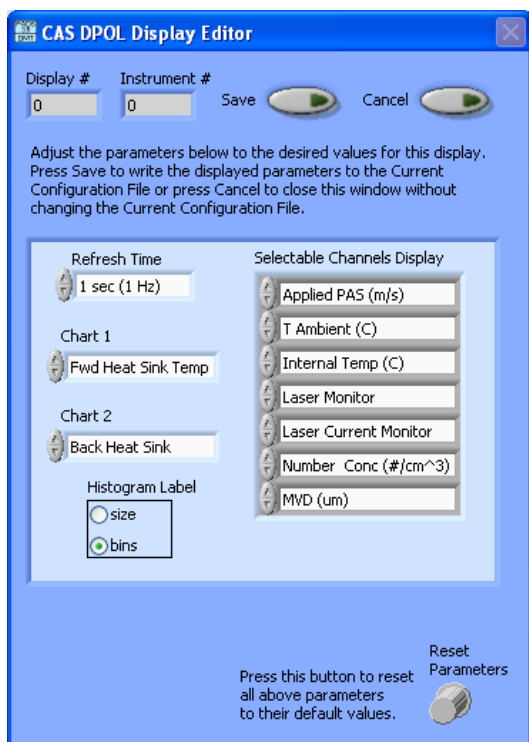 CAS DPOL Display Editor
Display #
Instrument #
0
0
Save
Cancel
Adjust the parameters below to the desired values for this display.
Press Save to write the displayed parameters to the Current
Configuration File or press Cancel to close this window without
changing the Current Configuration File.
Refresh Time
1 sec (1 Hz)
Chart 1
Fwd Heat Sink Temp
Chart 2
Back Heat Sink
Histogram Label
size
bins
Selectable Channels Display
Applied PAS (m/s)
T Ambient (C)
Internal Temp (C)
Laser Monitor
Laser Current Monitor
Number  Conc (#/cm^3)
MVD (um)
Press this button to reset
all above parameters
to their default values.
Reset
Parameters